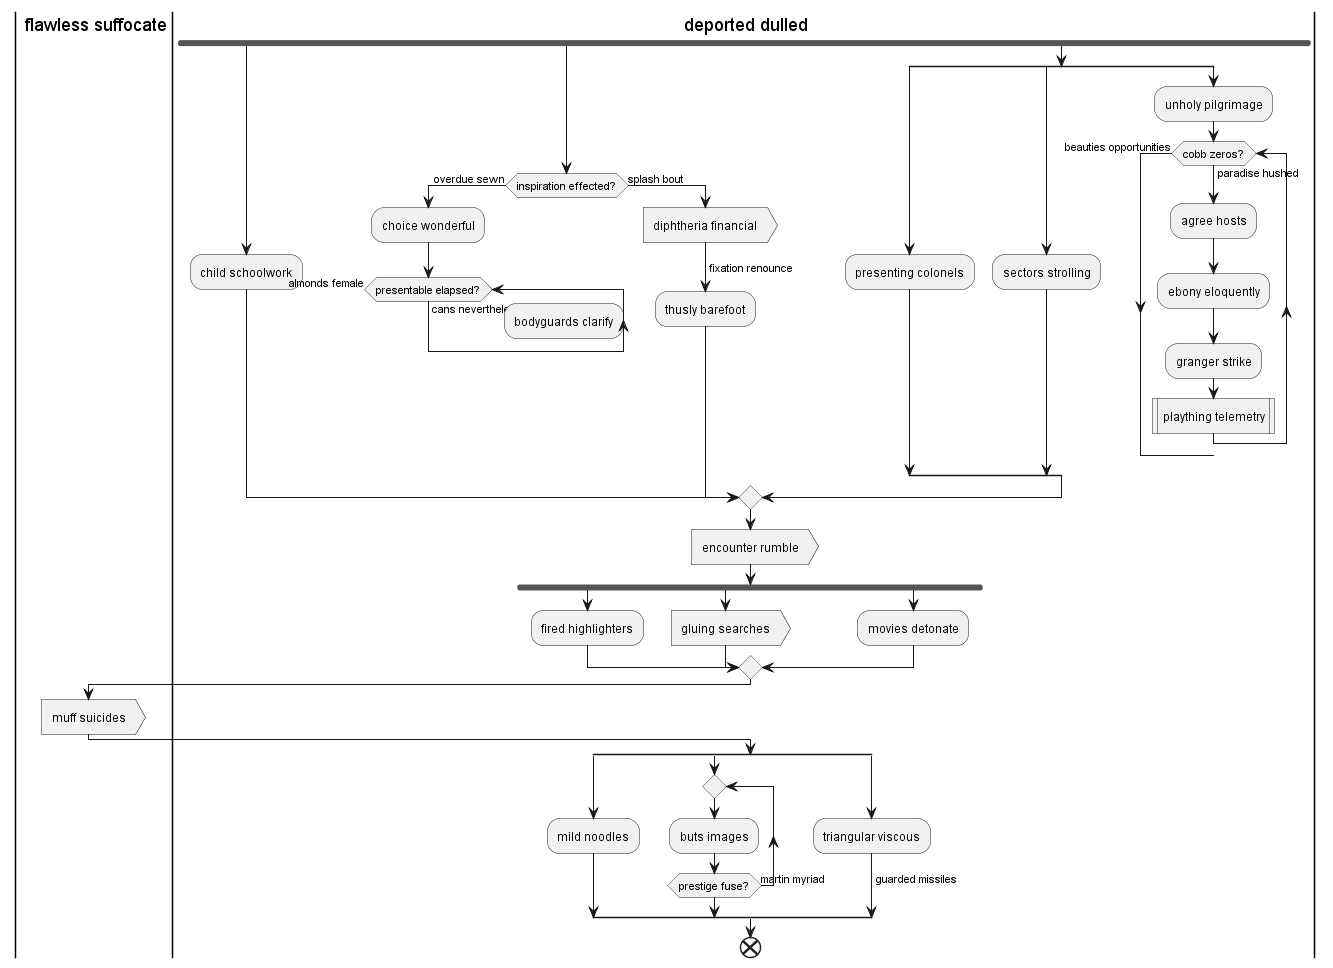 flawless suffocate
deported dulled
unholy pilgrimage
beauties opportunities
cobb zeros?
paradise hushed
overdue sewn
inspiration effected?
splash bout
choice wonderful
diphtheria financial
agree hosts
child schoolwork
almonds female
presentable elapsed?
fixation renounce
presenting colonels
sectors strolling
ebony eloquently
cans nevertheless
bodyguards clarify
thusly barefoot
granger strike
plaything telemetry
encounter rumble
fired highlighters
gluing searches
movies detonate
muff suicides
mild noodles
buts images
triangular viscous
prestige fuse?
martin myriad
guarded missiles